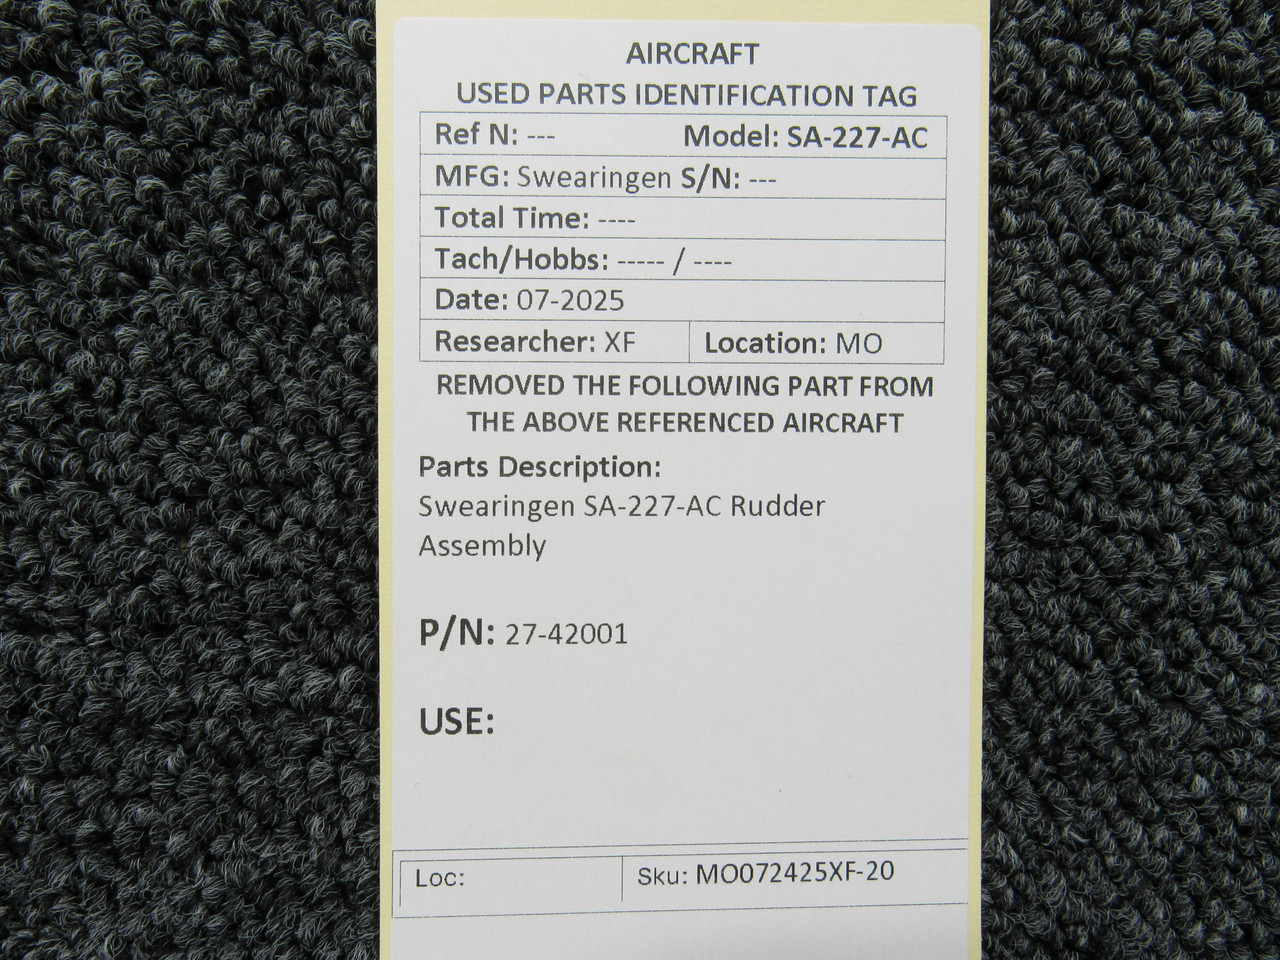 AIRCRAFT
USED PARTS IDENTIFICATION TAG
Ref N: --- Model: SA-227-AC
MFG: Swearingen S/N: ---
Total Time: ----
Tach/Hobbs: ----- / ----
Date: 07-2025
Researcher: XF Location: MO
REMOVED THE FOLLOWING PART FROM
THE ABOVE REFERENCED AIRCRAFT
Parts Description:
Swearingen SA-227-AC Rudder
Assembly
P/N: 27-42001
USE:
Loc: Sku: MO072425XF-20